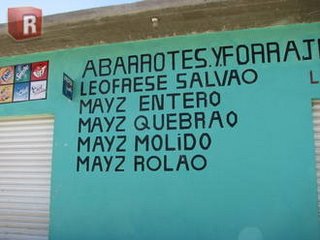 R
ABARROTES.Y.FORRAJ
LEOFRESE SALVAO
MAYZ ENTERO
MAYZ QUEBRAO
MAYZ MOLIDO
MAYZ ROLAO